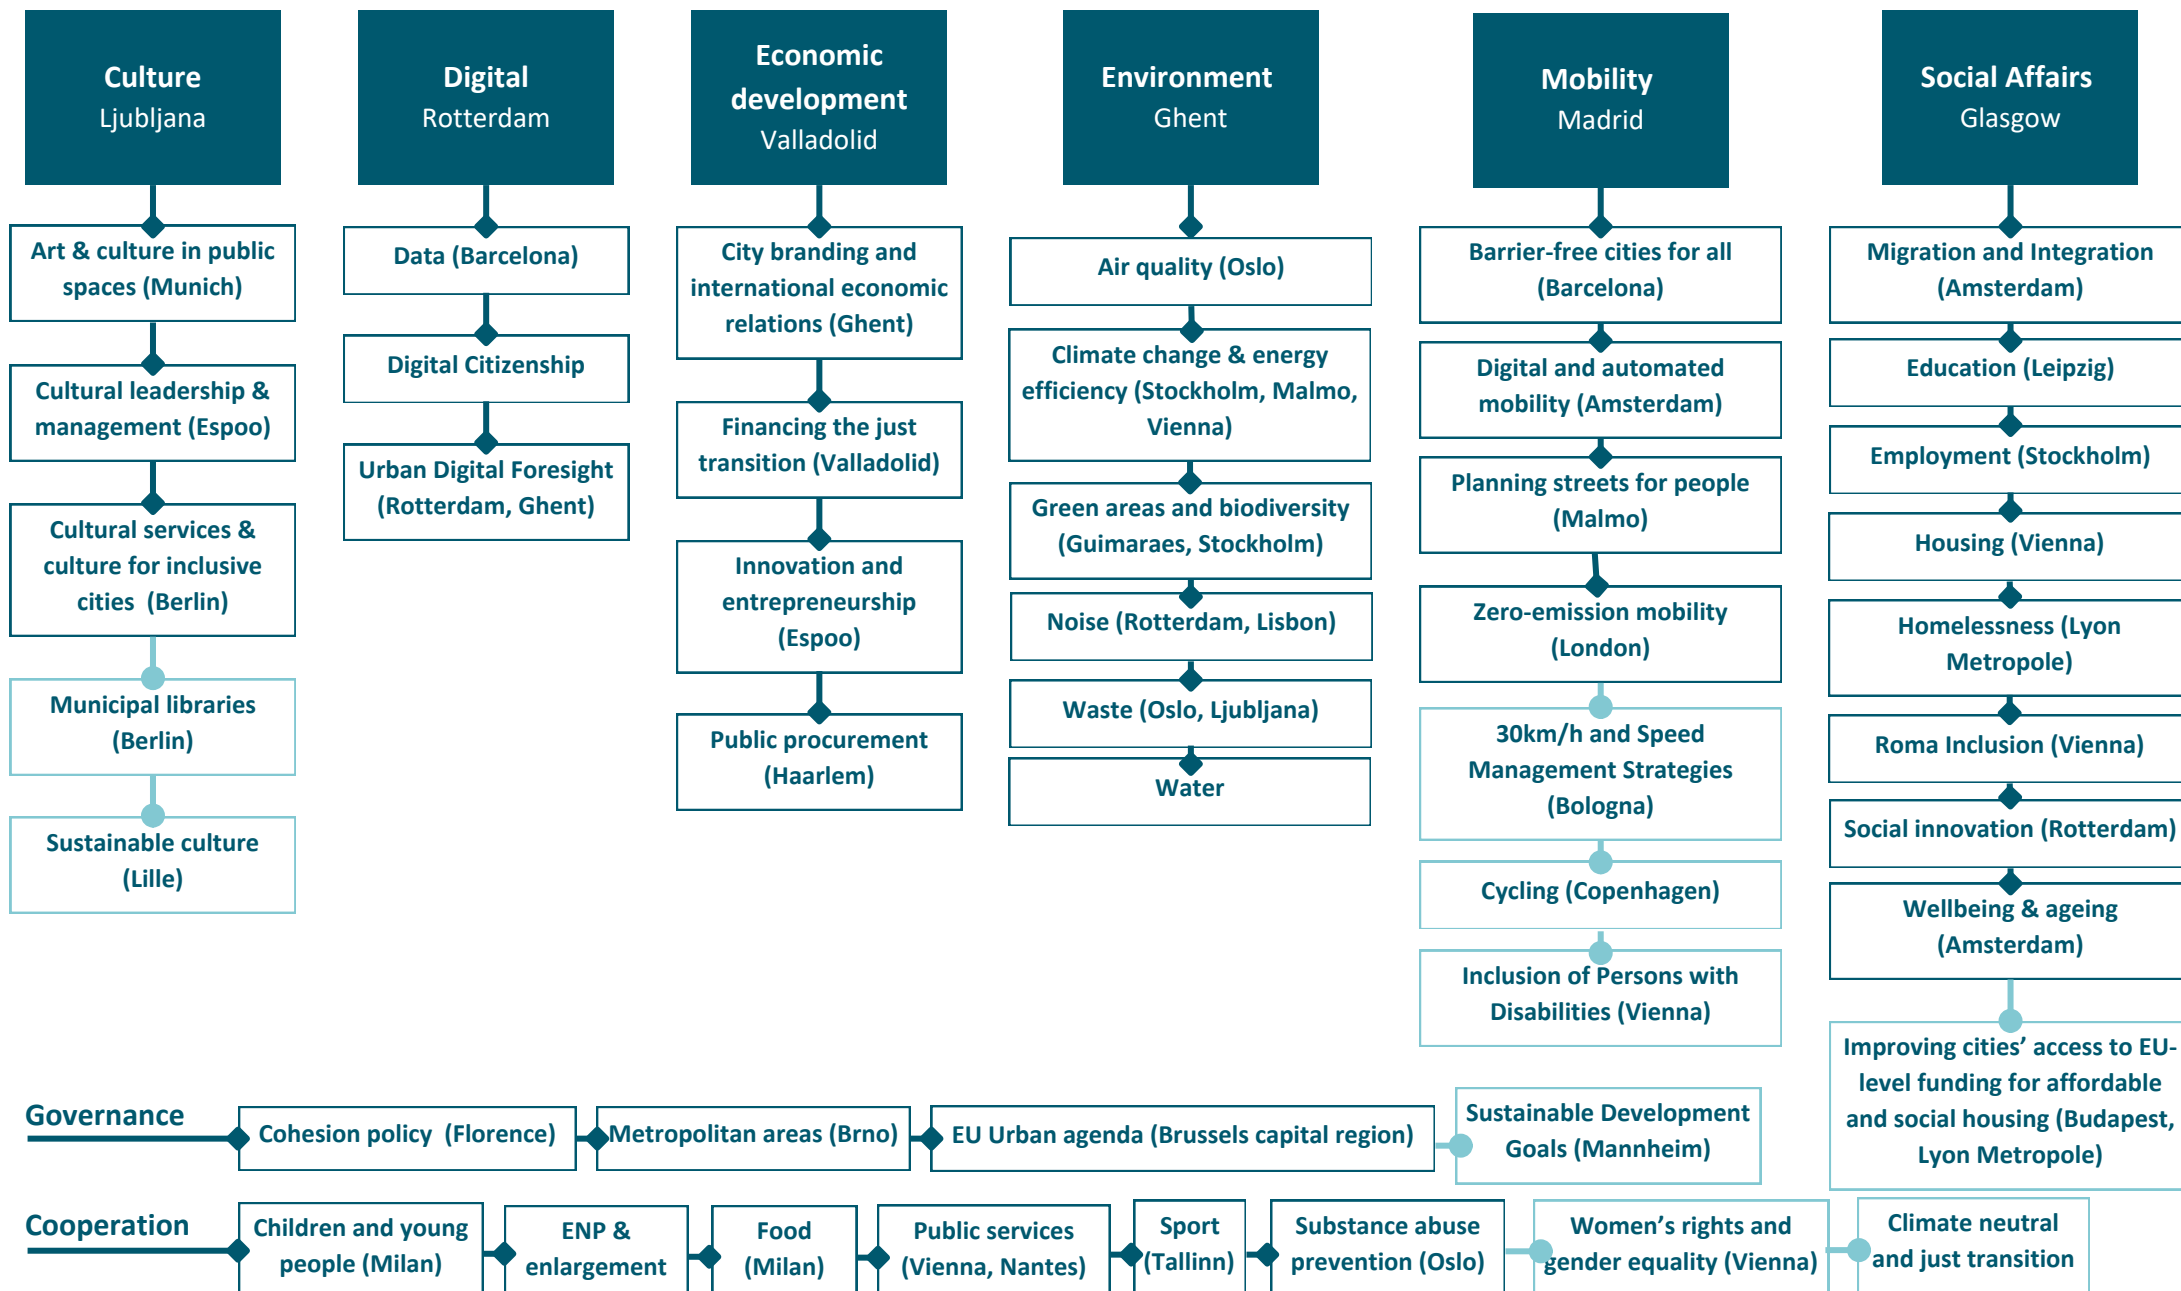 Culture
Ljubljana
Art & culture in public
spaces (Munich)
Cultural leadership &
management (Espoo)
Cultural services &
culture for inclusive
cities  (Berlin)
Municipal libraries
(Berlin)
Sustainable culture
(Lille)
Digital
Rotterdam
Data (Barcelona)
Digital Citizenship
Urban Digital Foresight
(Rotterdam, Ghent)
Economic
development
Valladolid
City branding and
international economic
relations (Ghent)
Financing the just
transition (Valladolid)
Innovation and
entrepreneurship
(Espoo)
Public procurement
(Haarlem)
Environment
Ghent
Air quality (Oslo)
Climate change & energy
efficiency (Stockholm, Malmo,
Vienna)
Green areas and biodiversity
(Guimaraes, Stockholm)
Noise (Rotterdam, Lisbon)
Waste (Oslo, Ljubljana)
Water
Mobility
Madrid
Barrier-free cities for all
(Barcelona)
Digital and automated
mobility (Amsterdam)
Planning streets for people
(Malmo)
Zero-emission mobility
(London)
30km/h and Speed
Management Strategies
(Bologna)
Cycling (Copenhagen)
Inclusion of Persons with
Disabilities (Vienna)
Social Affairs
Glasgow
Migration and Integration
(Amsterdam)
Education (Leipzig)
Employment (Stockholm)
Housing (Vienna)
Homelessness (Lyon
Metropole)
Roma Inclusion (Vienna)
Social innovation (Rotterdam)
Wellbeing & ageing
(Amsterdam)
Improving cities’ access to EU-
level funding for affordable
and social housing (Budapest,
Lyon Metropole)
Governance
Cohesion policy  (Florence)
Metropolitan areas (Brno)
EU Urban agenda (Brussels capital region)
Sustainable Development
Goals (Mannheim)
Cooperation
Children and young
people (Milan)
ENP &
enlargement
Food
(Milan)
Public services
(Vienna, Nantes)
Sport
(Tallinn)
Substance abuse
prevention (Oslo)
Women’s rights and
gender equality (Vienna)
Climate neutral
and just transition